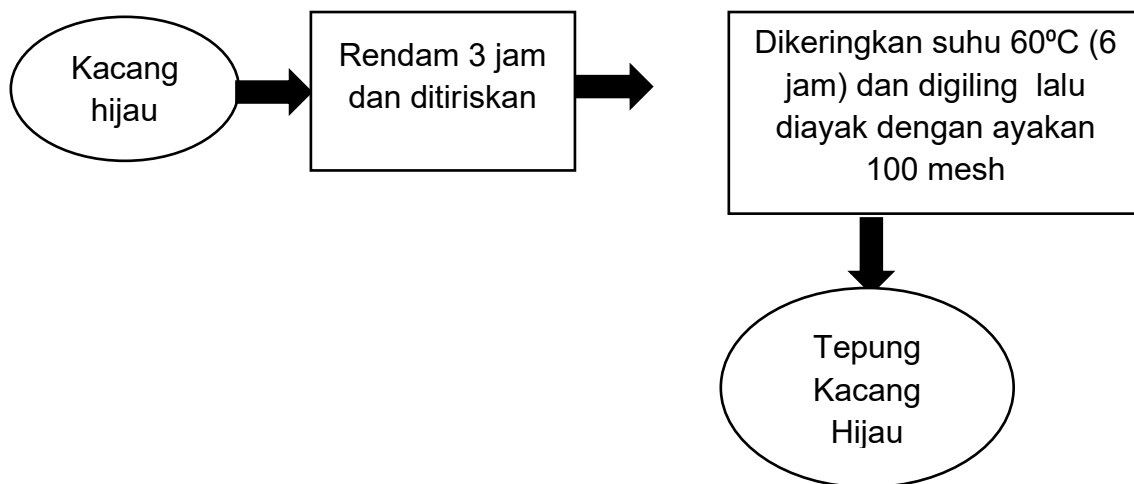 Kacang
hijau
Rendam 3 jam
dan ditiriskan
Dikeringkan suhu 60ºC (6
jam) dan digiling  lalu
diayak dengan ayakan
100 mesh
Tepung
Kacang
Hijau